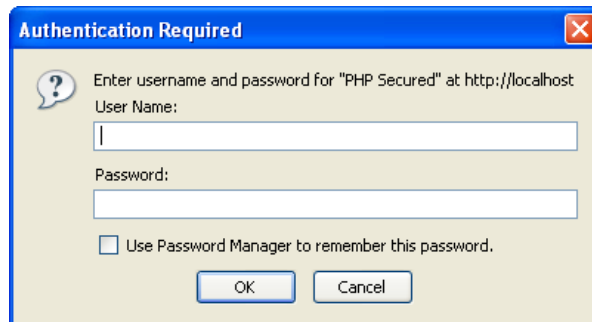 Authentication Required
Enter username and password for "PHP Secured" at http://localhost
User Name:
Password:
Use Password Manager to remember this password.
OK Cancel